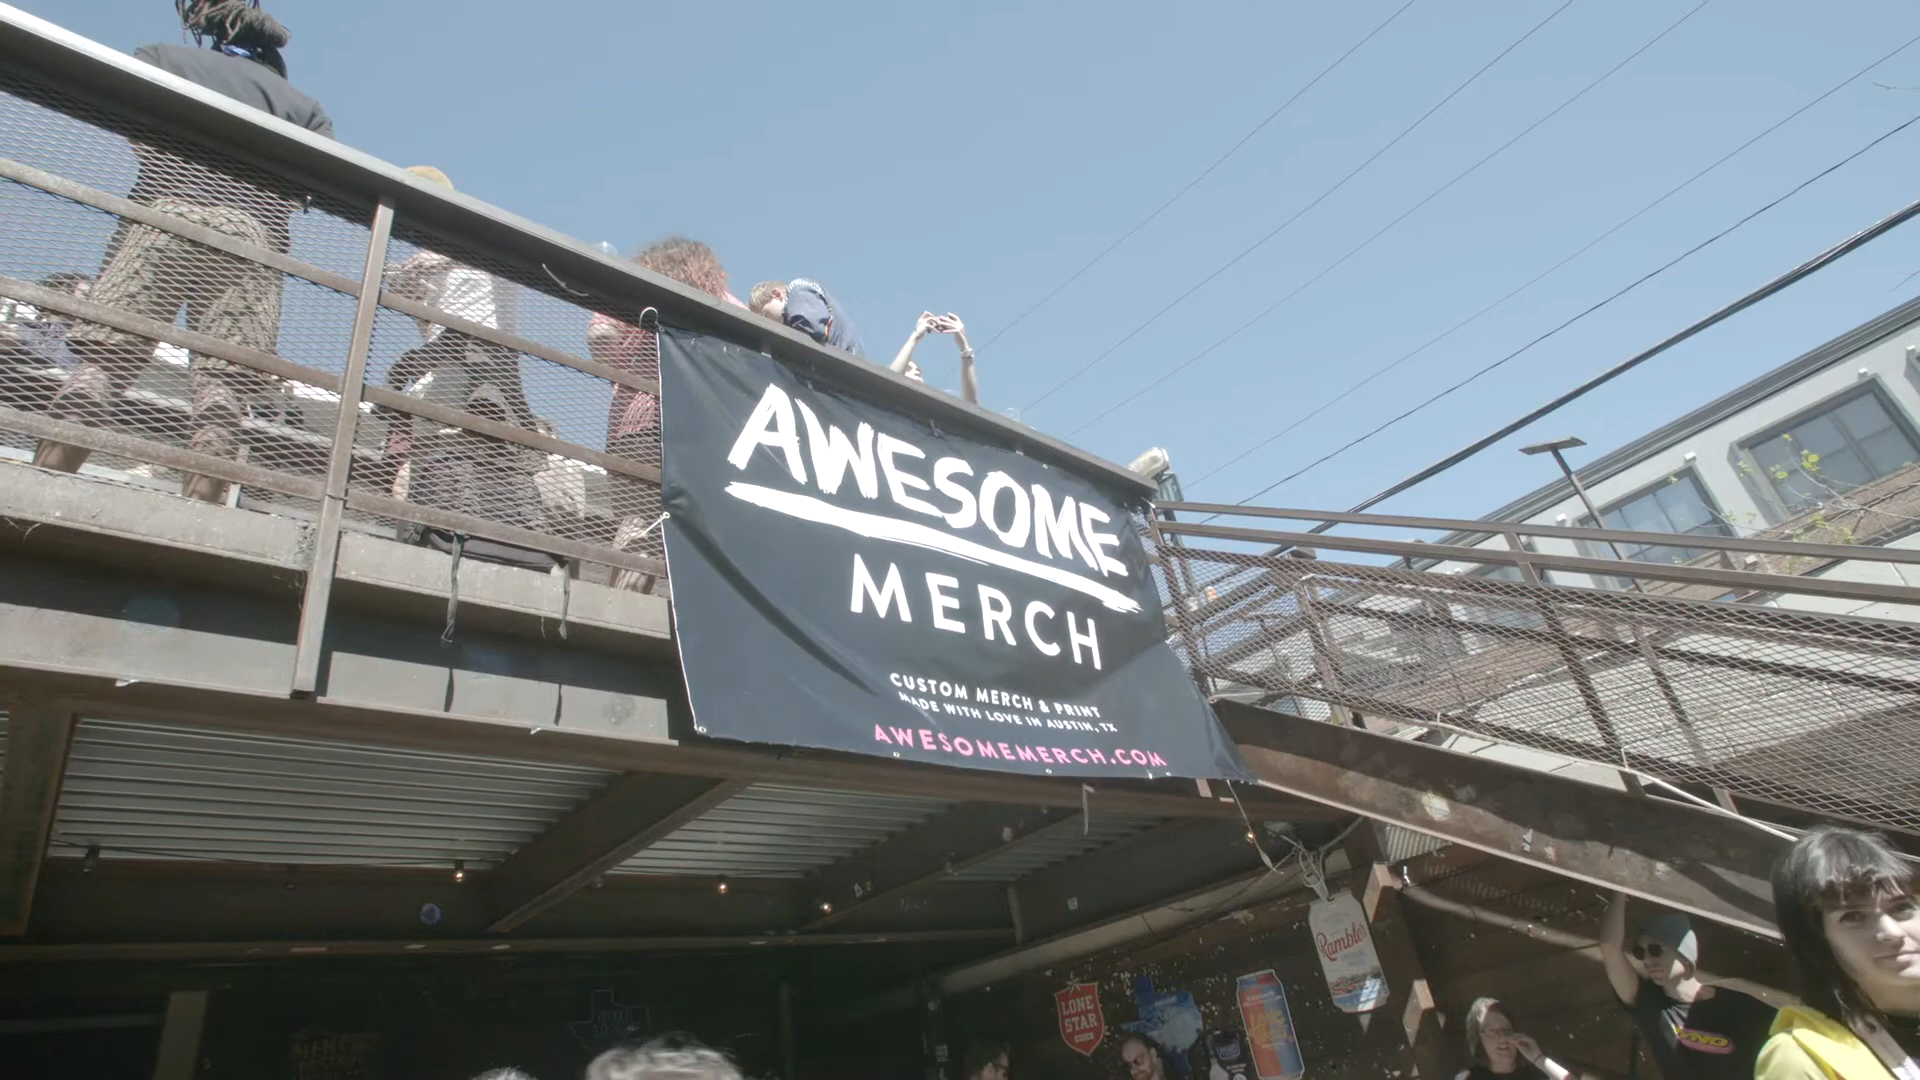 AWESOME
MERCH
CUSTOM MERCH & PRINT
MADE WITH LOVE IN AUSTIN, TX
AWESOMEMERCH.COM
Rambler
LONE
STAR